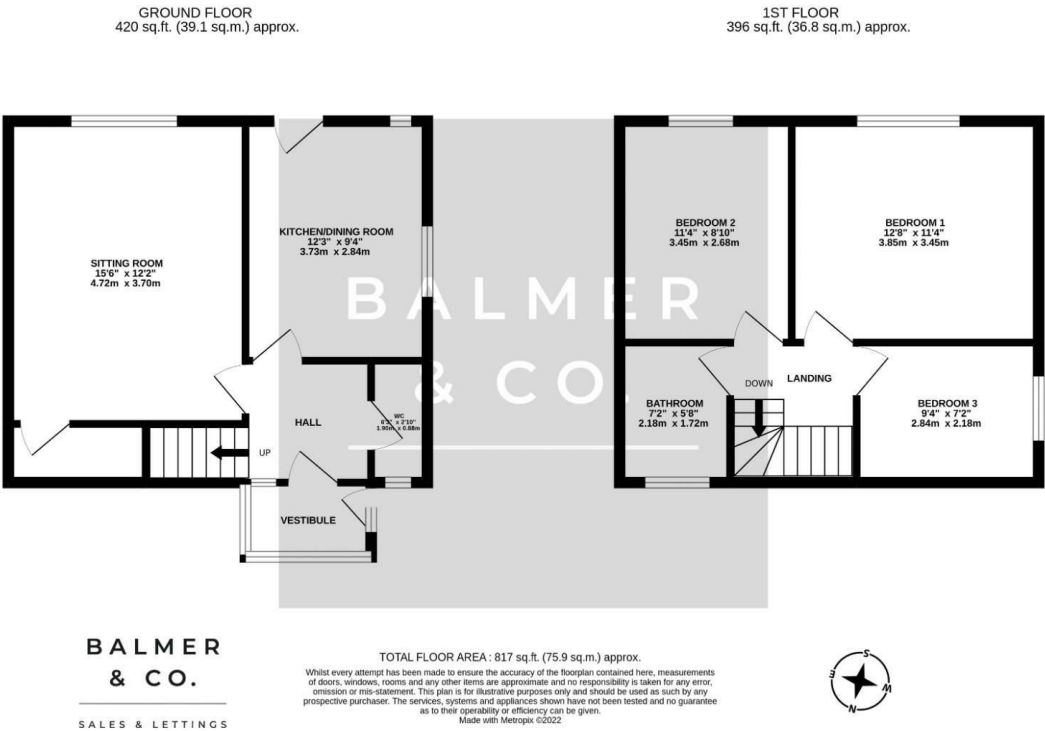 GROUND FLOOR
420 sq.ft. (39.1 sq.m.) approx.
1ST FLOOR
396 sq.ft. (36.8 sq.m.) approx.
SITTING ROOM
15'6" x 12'2"
4.72m x 3.70m
KITCHEN/DINING ROOM
12'3" x 9'4"
3.73m x 2.84m
HALL
UP
WC
6'3" x 2'10"
1.90m x 0.88m
VESTIBULE
BEDROOM 2
11'4" x 8'10"
3.45m x 2.68m
BEDROOM 1
12'8" x 11'4"
3.85m x 3.45m
BATHROOM
7'2" x 5'8"
2.18m x 1.72m
DOWN
LANDING
BEDROOM 3
9'4" x 7'2"
2.84m x 2.18m
BALMER
& CO.
BALMER
& CO.
SALES & LETTINGS
TOTAL FLOOR AREA : 817 sq.ft. (75.9 sq.m.) approx.
Whilst every attempt has been made to ensure the accuracy of the floorplan contained here, measurements
of doors, windows, rooms and any other items are approximate and no responsibility is taken for any error,
omission or mis-statement. This plan is for illustrative purposes only and should be used as such by any
prospective purchaser. The services, systems and appliances shown have not been tested and no guarantee
as to their operability or efficiency can be given.
Made with Metropix ©2022
S
E
W
N